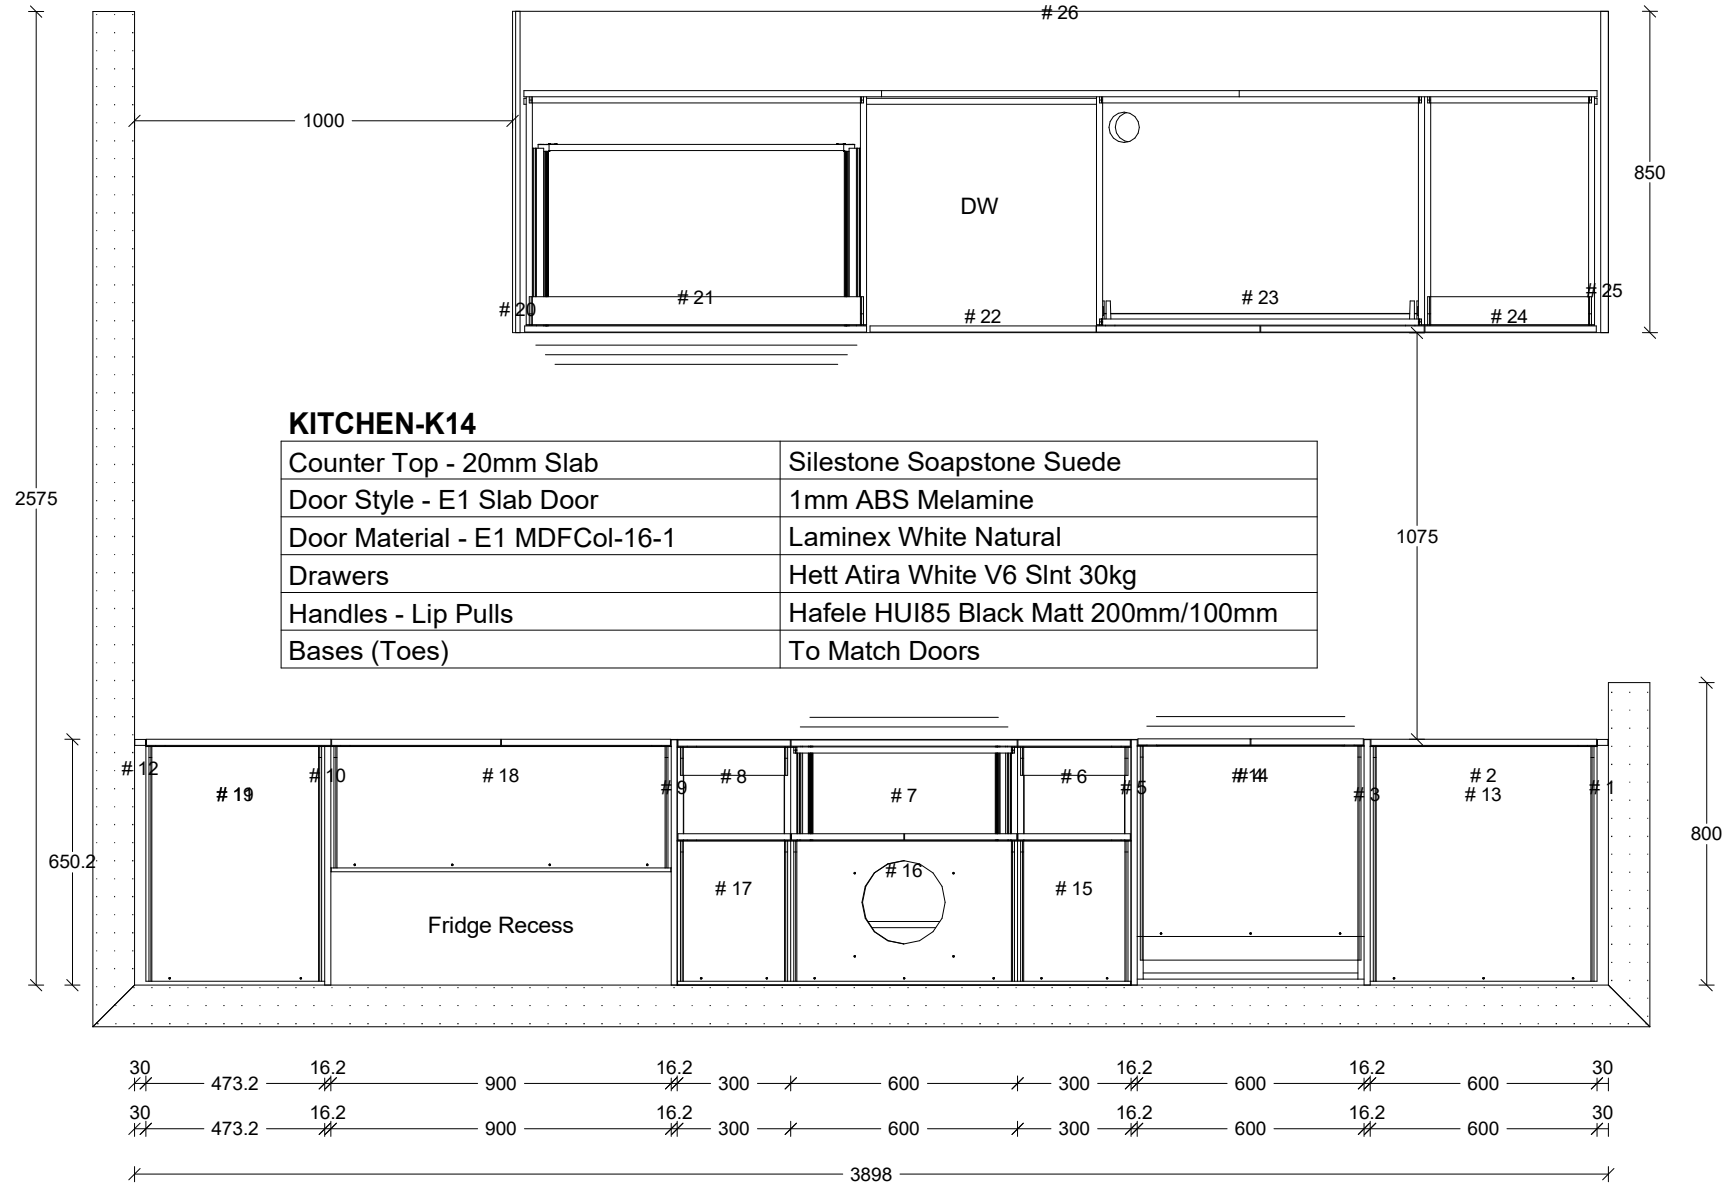 # 26
1000
850
DW
# 21
# 23
# 25
# 20
# 22
# 24
KITCHEN-K14
Counter Top - 20mm Slab Silestone Soapstone Suede
Door Style - E1 Slab Door 1mm ABS Melamine
Door Material - E1 MDFCol-16-1 Laminex White Natural
Drawers Hett Atira White V6 Slnt 30kg
Handles - Lip Pulls Hafele HUI85 Black Matt 200mm/100mm
Bases (Toes) To Match Doors
2575
1075
# 12
# 10
# 18
# 9
# 8
# 7
# 6
# 5
# 3
# 2
# 13
# 1
650.2
800
# 17
# 16
# 15
Fridge Recess
30 16.2 16.2 16.2 16.2 30
473.2 900 300 600 300 600 600
30 16.2 16.2 16.2 16.2 30
473.2 900 300 600 300 600 600
3898